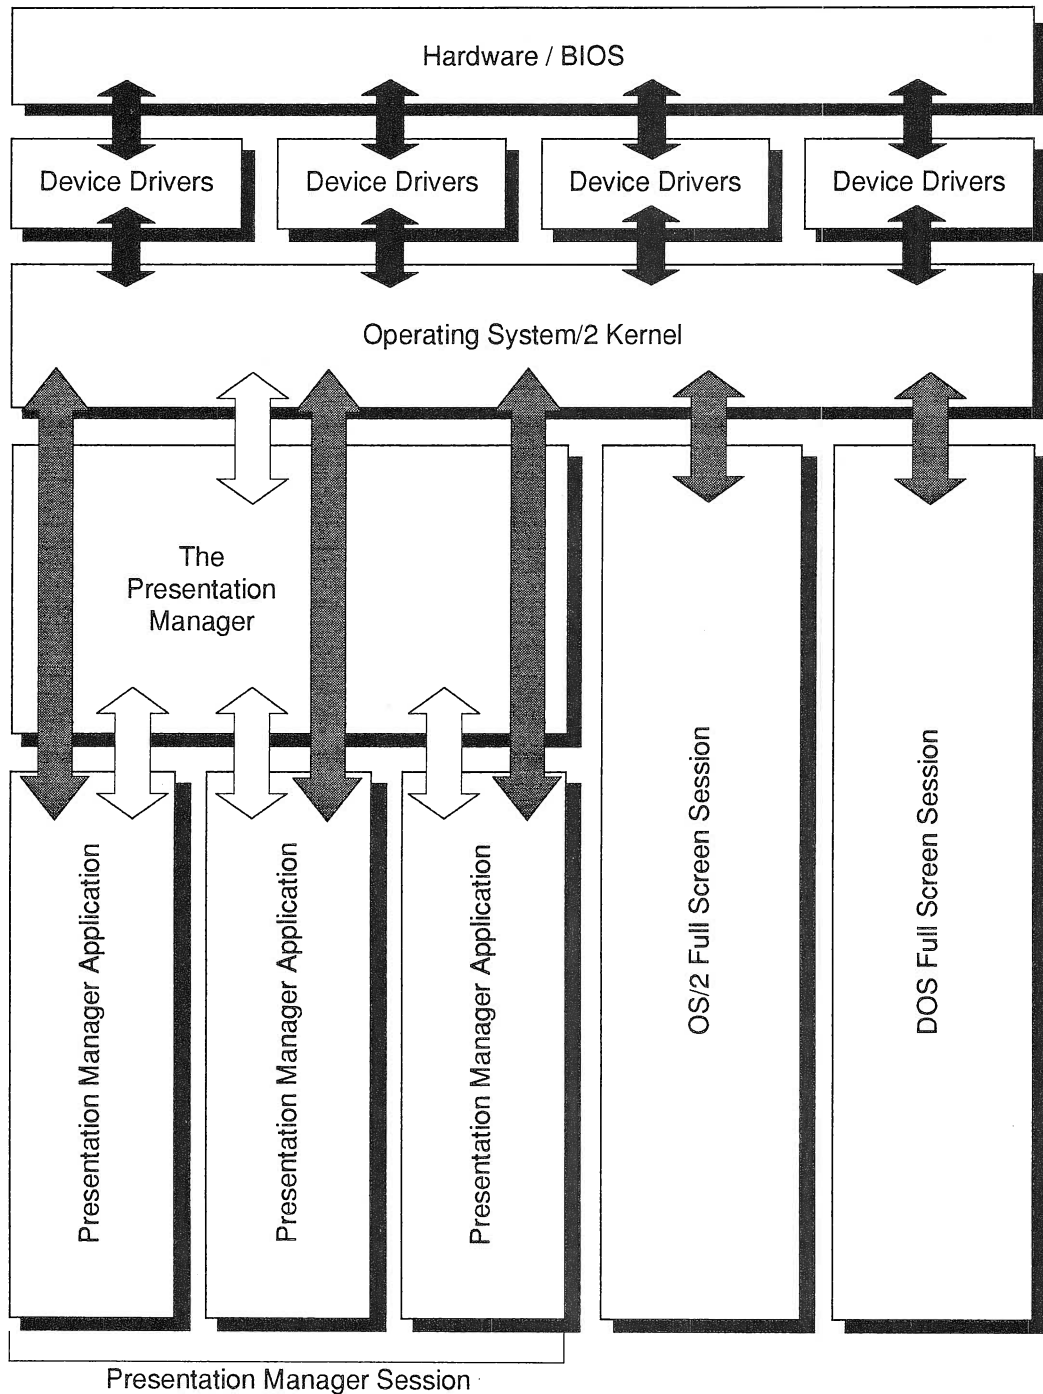 Hardware / BIOS
Device Drivers
Device Drivers
Device Drivers
Device Drivers
Operating System/2 Kernel
The
Presentation
Manager
Presentation Manager Application
Presentation Manager Application
Presentation Manager Application
OS/2 Full Screen Session
DOS Full Screen Session
Presentation Manager Session